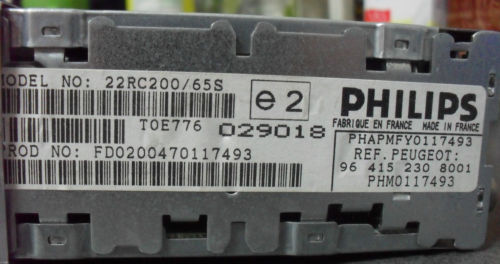 MODEL NO: 22RC200/65S
e2
TOE776 029018
PROD NO: FD0200470117493
PHILIPS
FABRIQUE EN FRANCE MADE IN FRANCE
PHAPMFY0117493
REF. PEUGEOT:
96 415 230 8001
PHM0117493